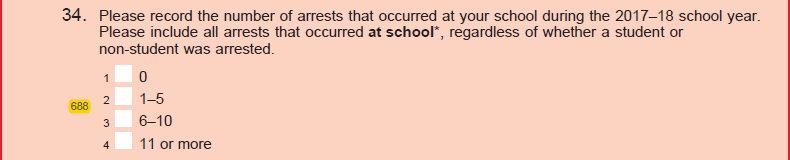 34. Please record the number of arrests that occurred at your school during the 2017–18 school year.
Please include all arrests that occurred at school*, regardless of whether a student or
non-student was arrested.
1 0
688
2 1–5
3 6–10
4 11 or more